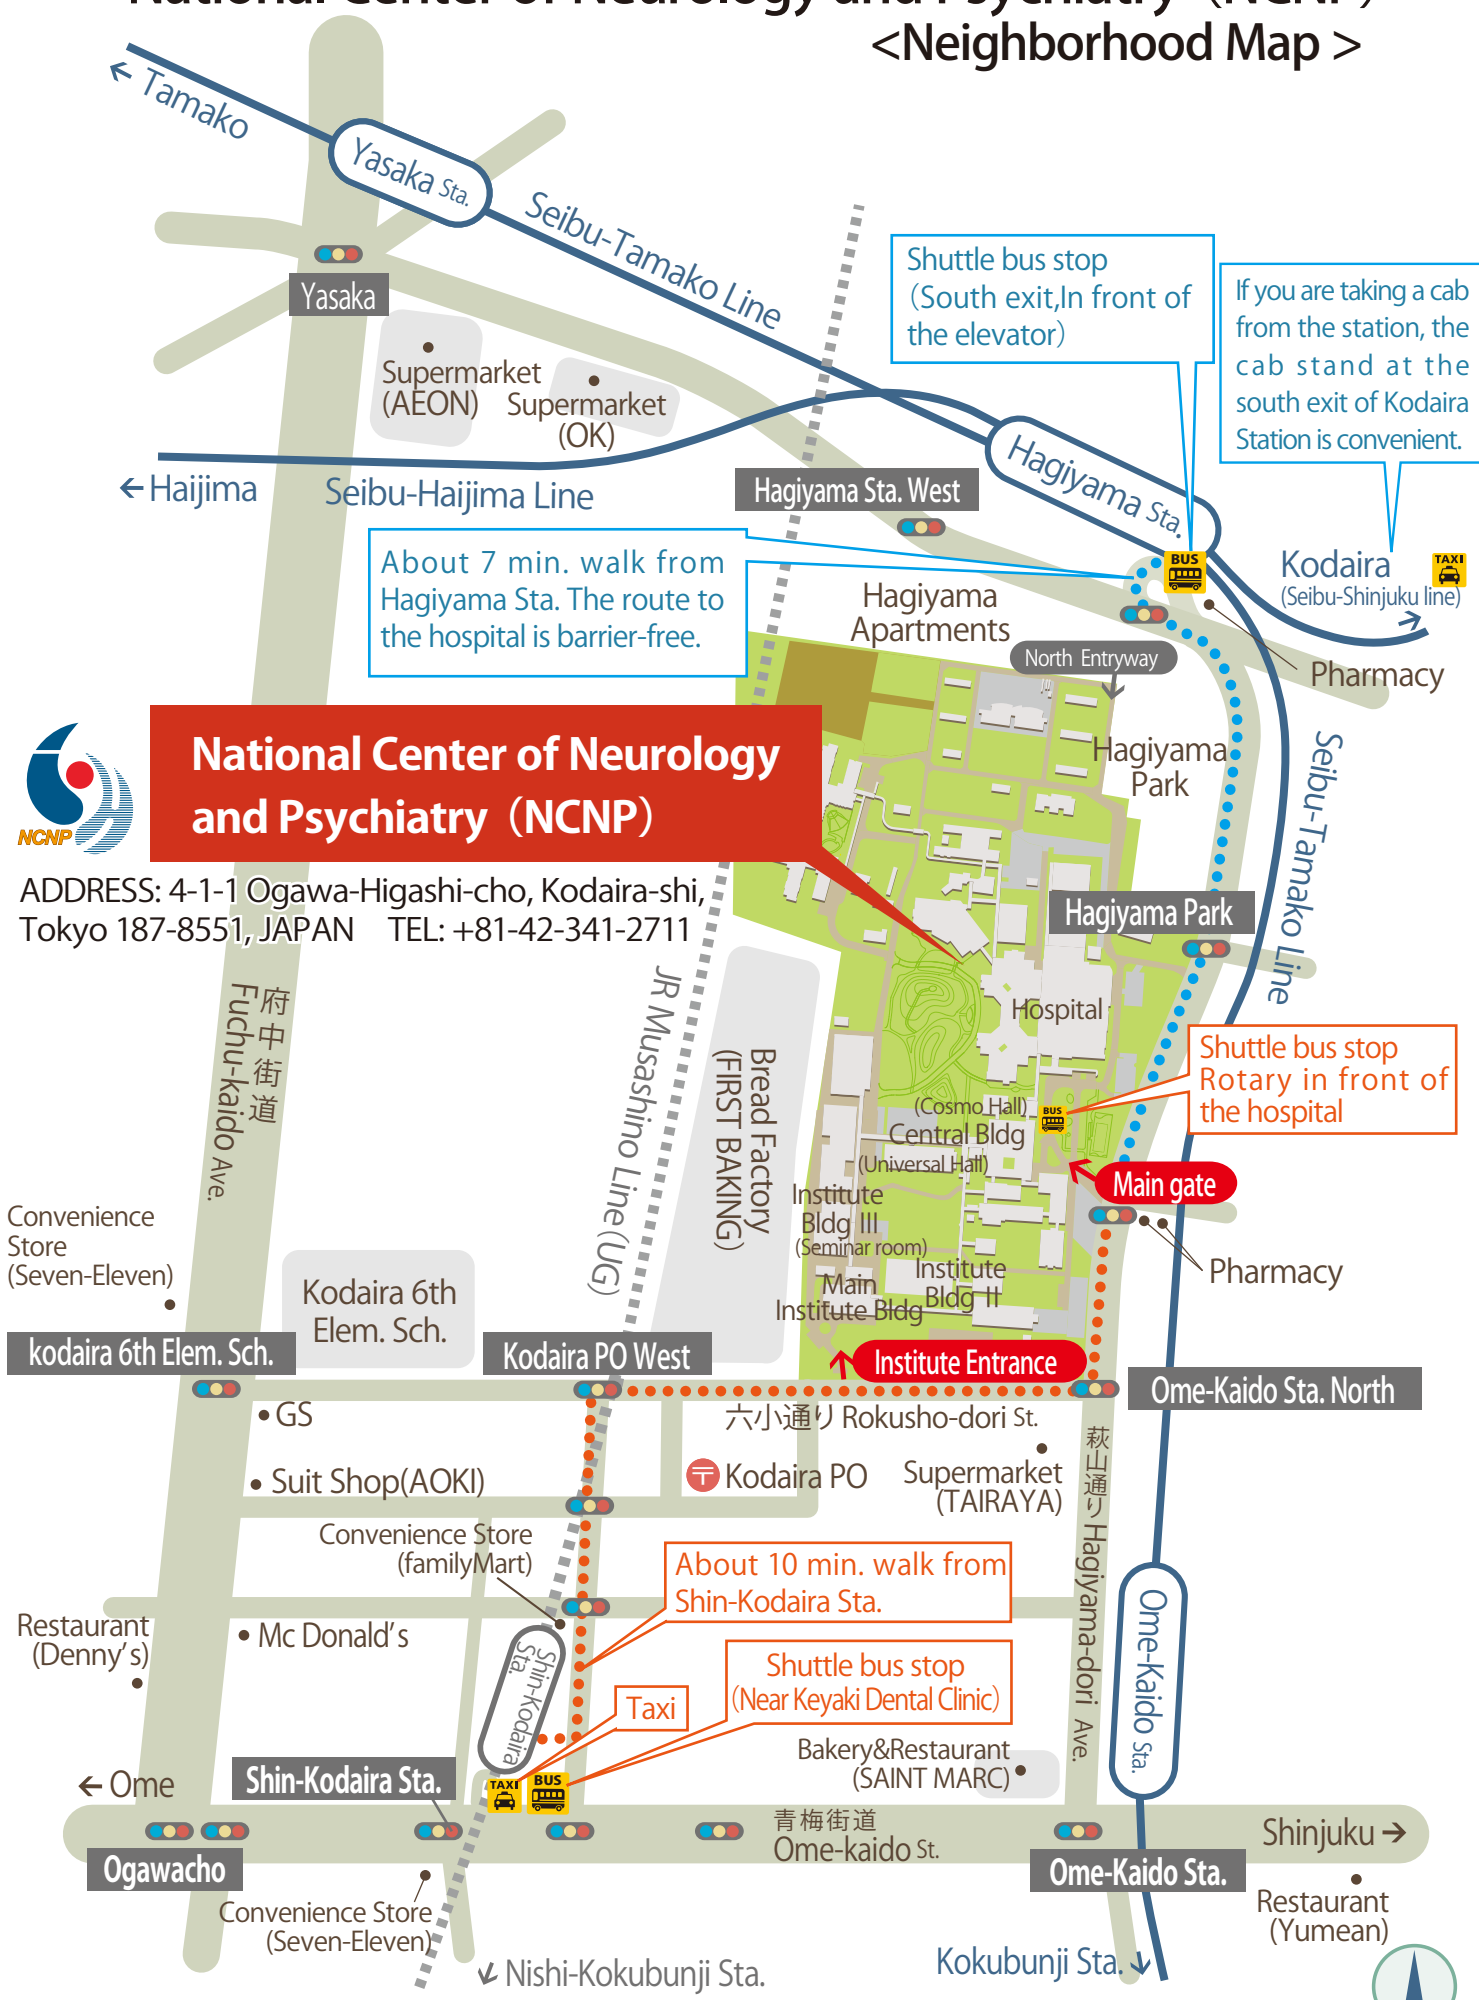 National Center of Neurology and Psychiatry (NCNP)
<Neighborhood Map >
← Tamako
Yasaka Sta.
Seibu-Tamako Line
Yasaka
Shuttle bus stop
(South exit,In front of
the elevator)
If you are taking a cab
from the station, the
cab stand at the
south exit of Kodaira
Station is convenient.
Supermarket
(AEON)
Supermarket
(OK)
← Haijima
Seibu-Haijima Line
Hagiyama Sta. West
Hagiyama Sta.
BUS
Kodaira
(Seibu-Shinjuku line)
TAXI
About 7 min. walk from
Hagiyama Sta. The route to
the hospital is barrier-free.
Hagiyama
Apartments
North Entryway
Pharmacy
NCNP
National Center of Neurology
and Psychiatry (NCNP)
Hagiyama
Park
Seibu-Tamako Line
ADDRESS: 4-1-1 Ogawa-Higashi-cho, Kodaira-shi,
Tokyo 187-8551, JAPAN TEL: +81-42-341-2711
Hagiyama Park
府中街道
Fuchu-kaido Ave.
JR Musashino Line(UG)
Bread Factory
(FIRST BAKING)
Hospital
Shuttle bus stop
Rotary in front of
the hospital
(Cosmo Hall)
BUS
Central Bldg
(Universal Hall)
Main gate
Institute
Bldg III
(Seminar room)
Institute
Bldg II
Main
Institute Bldg
Pharmacy
Convenience
Store
(Seven-Eleven)
Kodaira 6th
Elem. Sch.
kodaira 6th Elem. Sch.
Kodaira PO West
Institute Entrance
Ome-Kaido Sta. North
GS
六小通り Rokusho-dori St.
Suit Shop(AOKI)
〒 Kodaira PO
Supermarket
(TAIRAYA)
萩山通り Hagiyama-dori Ave.
Convenience Store
(familyMart)
About 10 min. walk from
Shin-Kodaira Sta.
Restaurant
(Denny's)
Mc Donald's
Shin-Kodaira
Sta.
Ome-Kaido Sta.
Shuttle bus stop
(Near Keyaki Dental Clinic)
Taxi
Bakery&Restaurant
(SAINT MARC)
← Ome
Shin-Kodaira Sta.
TAXI
BUS
青梅街道
Ome-kaido St.
Shinjuku →
Ogawacho
Ome-Kaido Sta.
Convenience Store
(Seven-Eleven)
Restaurant
(Yumean)
↙ Nishi-Kokubunji Sta.
Kokubunji Sta. ↓